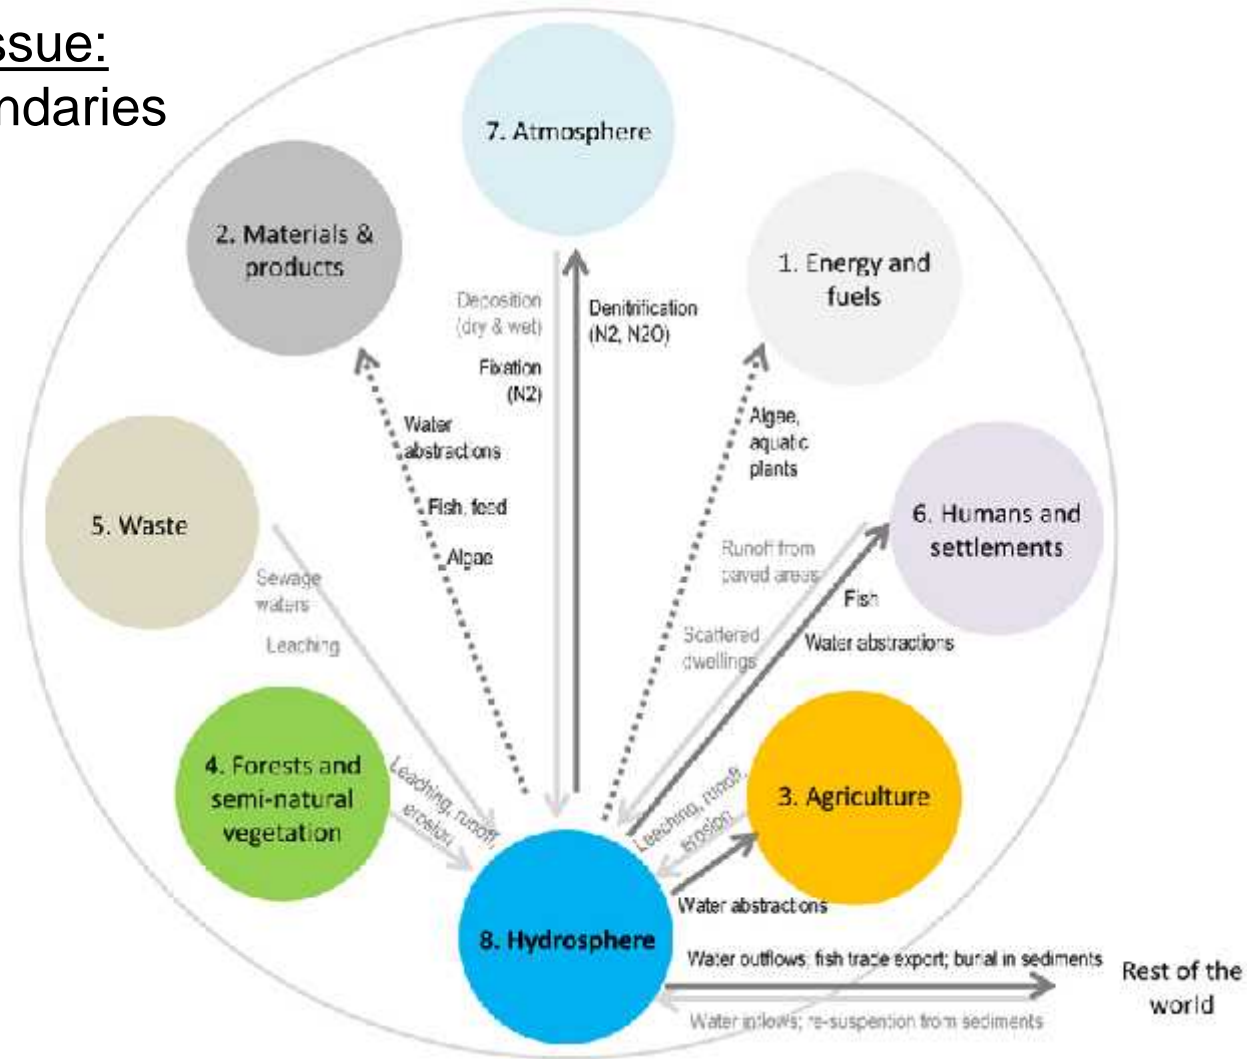 ssue:
ndaries
7. Atmosphere
2. Materials &
products
1. Energy and
fuels
Deposition
(dry & wet)
Fixation
(N2)
Denitrification
(N2, N2O)
Water
abstractions
Fish, feed
Algae
Algae,
aquatic
plants
5. Waste
6. Humans and
settlements
Sewage
waters
Leaching
Runoff from
paved areas
Fish
Scattered
dwellings
Water abstractions
4. Forests and
semi-natural
vegetation
Leaching, runoff,
erosion
Leeching, runoff,
erosion
3. Agriculture
Water abstractions
8. Hydrosphere
Water outflows; fish trade export; burial in sediments
Water inflows; re-suspention from sediments
Rest of the
world